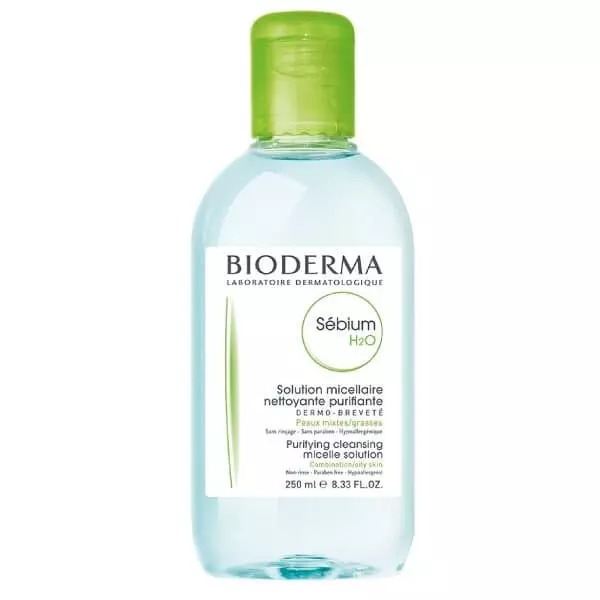 BIODERMA
LABORATOIRE DERMATOLOGIQUE
Sébium
H2O
Solution micellaire
nettoyante purifiante
DERMO-BREVETÉ
Peaux mixtes/grasses
Sans rinçage - Sans paraben - Hypoallergénique
Purifying cleansing
micelle solution
Combination/oily skin
Non-rinse - Paraben free - Hypoallergenic
250 ml ℮ 8.33 FL.OZ.